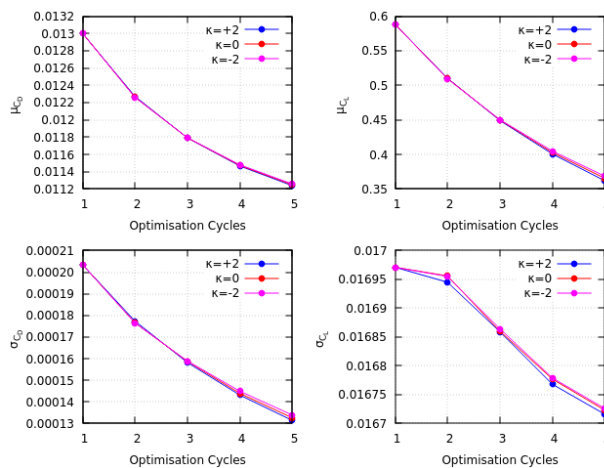 0.0132
0.013
0.0128
0.0126
0.0124
0.0122
0.012
0.0118
0.0116
0.0114
0.0112
μC_D
κ=+2
κ=0
κ=-2
1 2 3 4 5
Optimisation Cycles
0.6
0.55
0.5
0.45
0.4
0.35
μC_L
κ=+2
κ=0
κ=-2
1 2 3 4 5
Optimisation Cycles
0.00021
0.0002
0.00019
0.00018
0.00017
0.00016
0.00015
0.00014
0.00013
σC_D
κ=+2
κ=0
κ=-2
1 2 3 4 5
Optimisation Cycles
0.017
0.01695
0.0169
0.01685
0.0168
0.01675
0.0167
σC_L
κ=+2
κ=0
κ=-2
1 2 3 4
Optimisation Cycles